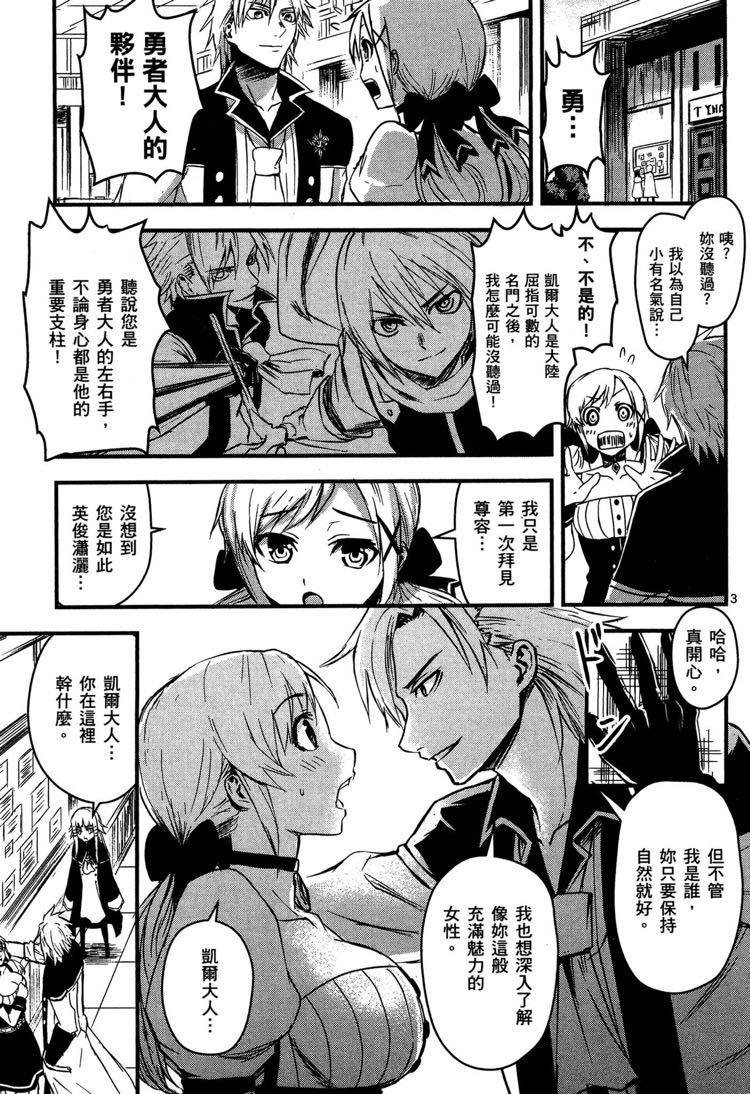 勇⋯
TYHA
勇者大人的
夥伴！
咦？
妳沒聽過？
我以為自己
小有名氣說⋯
不、不是的！
凱爾大人是大陸
屈指可數的
名門之後，
我怎麼可能沒聽過！
聽說您是
勇者大人的左右手，
不論身心都是他的
重要支柱！
我只是
第一次拜見
尊容⋯
沒想到
您是如此
英俊瀟灑⋯
3
哈哈，
真開心。
但不管
我是誰，
妳只要保持
自然就好。
我也想深入了解
像妳這般
充滿魅力的
女性。
凱爾大人⋯
凱爾大人⋯
你在這裡
幹什麼。